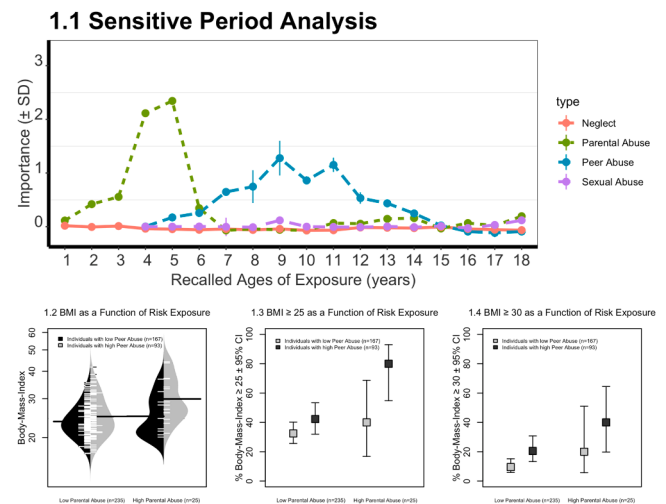 1.1 Sensitive Period Analysis
Importance (± SD)
3
2
1
0
1 2 3 4 5 6 7 8 9 10 11 12 13 14 15 16 17 18
Recalled Ages of Exposure (years)
type
Neglect
Parental Abuse
Peer Abuse
Sexual Abuse
1.2 BMI as a Function of Risk Exposure
Body-Mass-Index
60
50
40
30
20
Individuals with low Peer Abuse (n=167)
Individuals with high Peer Abuse (n=93)
Low Parental Abuse (n=235) High Parental Abuse (n=25)
1.3 BMI ≥ 25 as a Function of Risk Exposure
% Body-Mass-Index ≥ 25 ± 95% CI
100
80
60
40
20
0
Individuals with low Peer Abuse (n=167)
Individuals with high Peer Abuse (n=93)
Low Parental Abuse (n=235) High Parental Abuse (n=25)
1.4 BMI ≥ 30 as a Function of Risk Exposure
% Body-Mass-Index ≥ 30 ± 95% CI
100
80
60
40
20
0
Individuals with low Peer Abuse (n=167)
Individuals with high Peer Abuse (n=93)
Low Parental Abuse (n=235) High Parental Abuse (n=25)